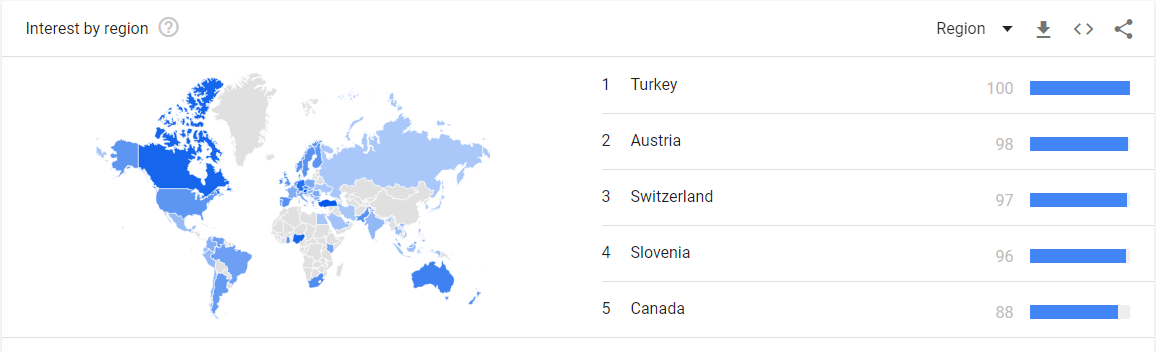 Interest by region
Region
1 Turkey 100
2 Austria 98
3 Switzerland 97
4 Slovenia 96
5 Canada 88